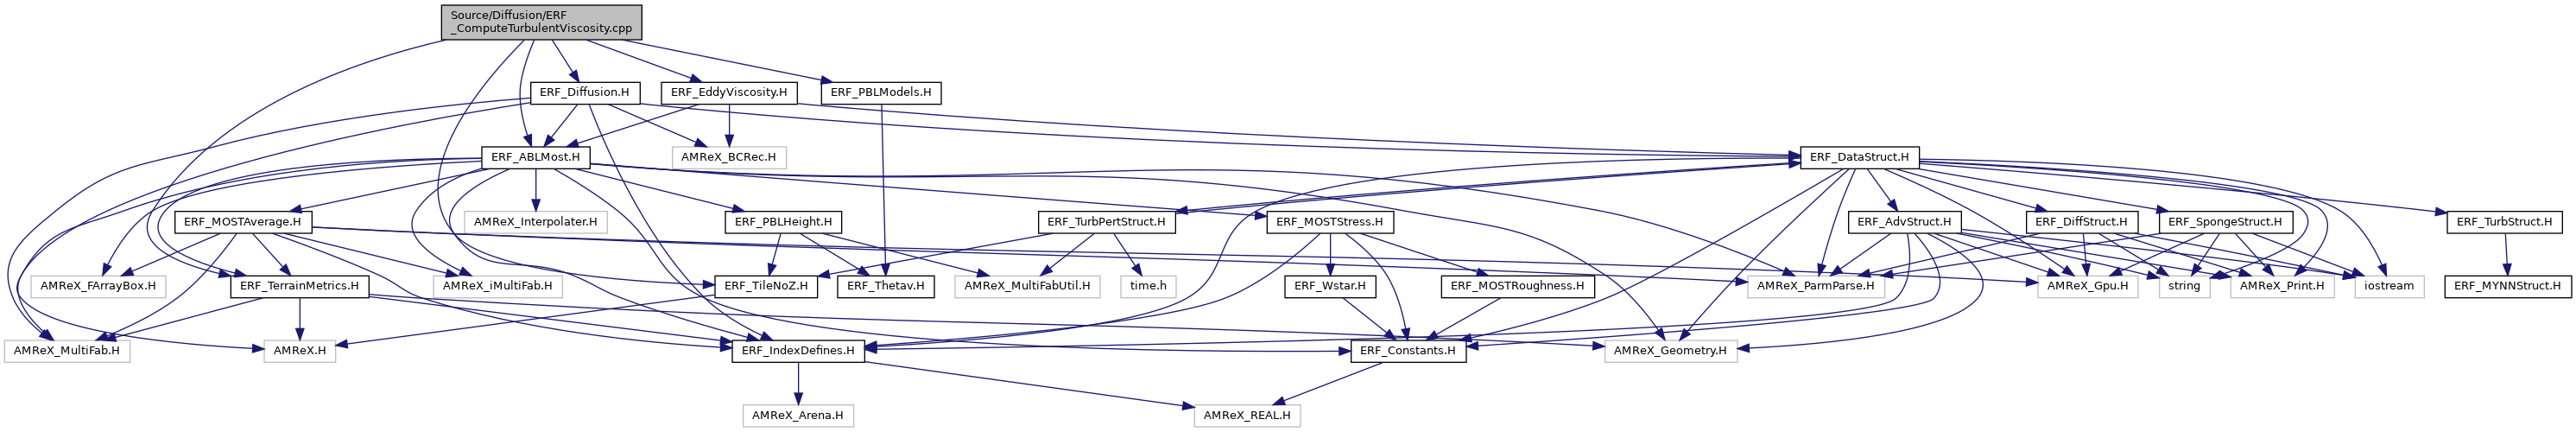 Source/Diffusion/ERF
_ComputeTurbulentViscosity.cpp
ERF_Diffusion.H
ERF_EddyViscosity.H
ERF_PBLModels.H
ERF_ABLMost.H
AMReX_BCRec.H
ERF_DataStruct.H
ERF_MOSTAverage.H
AMReX_Interpolater.H
ERF_PBLHeight.H
ERF_TurbPertStruct.H
ERF_MOSTStress.H
ERF_AdvStruct.H
ERF_DiffStruct.H
ERF_SpongeStruct.H
ERF_TurbStruct.H
AMReX_FArrayBox.H
ERF_TerrainMetrics.H
AMReX_iMultiFab.H
ERF_TileNoZ.H
ERF_Thetav.H
AMReX_MultiFabUtil.H
time.h
ERF_Wstar.H
ERF_MOSTRoughness.H
AMReX_ParmParse.H
AMReX_Gpu.H
string
AMReX_Print.H
iostream
ERF_MYNNStruct.H
AMReX_MultiFab.H
AMReX.H
ERF_IndexDefines.H
ERF_Constants.H
AMReX_Geometry.H
AMReX_Arena.H
AMReX_REAL.H